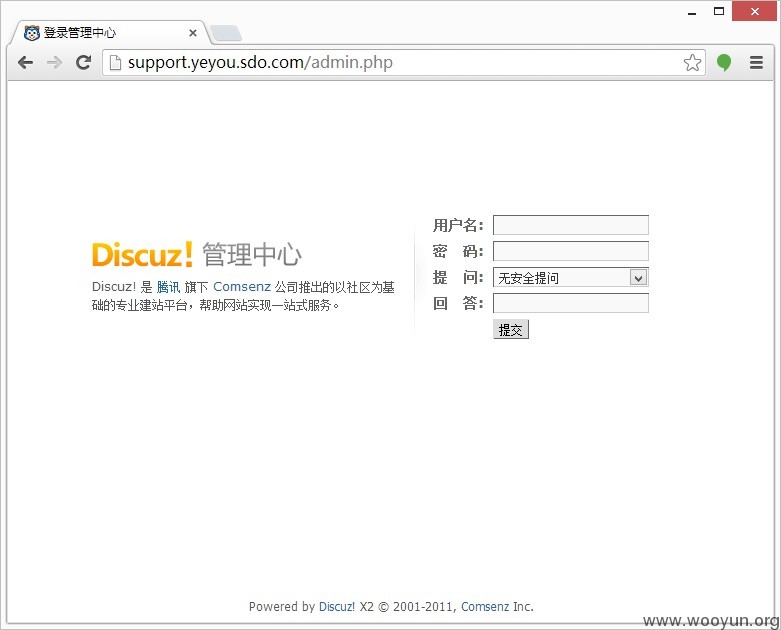 登录管理中心
support.yeyou.sdo.com/admin.php
Discuz! 管理中心
Discuz! 是 腾讯 旗下 Comsenz 公司推出的以社区为基
础的专业建站平台，帮助网站实现一站式服务。
用户名：
密 码：
提 问： 无安全提问
回 答：
提交
Powered by Discuz! X2 © 2001-2011, Comsenz Inc.
www.wooyun.org